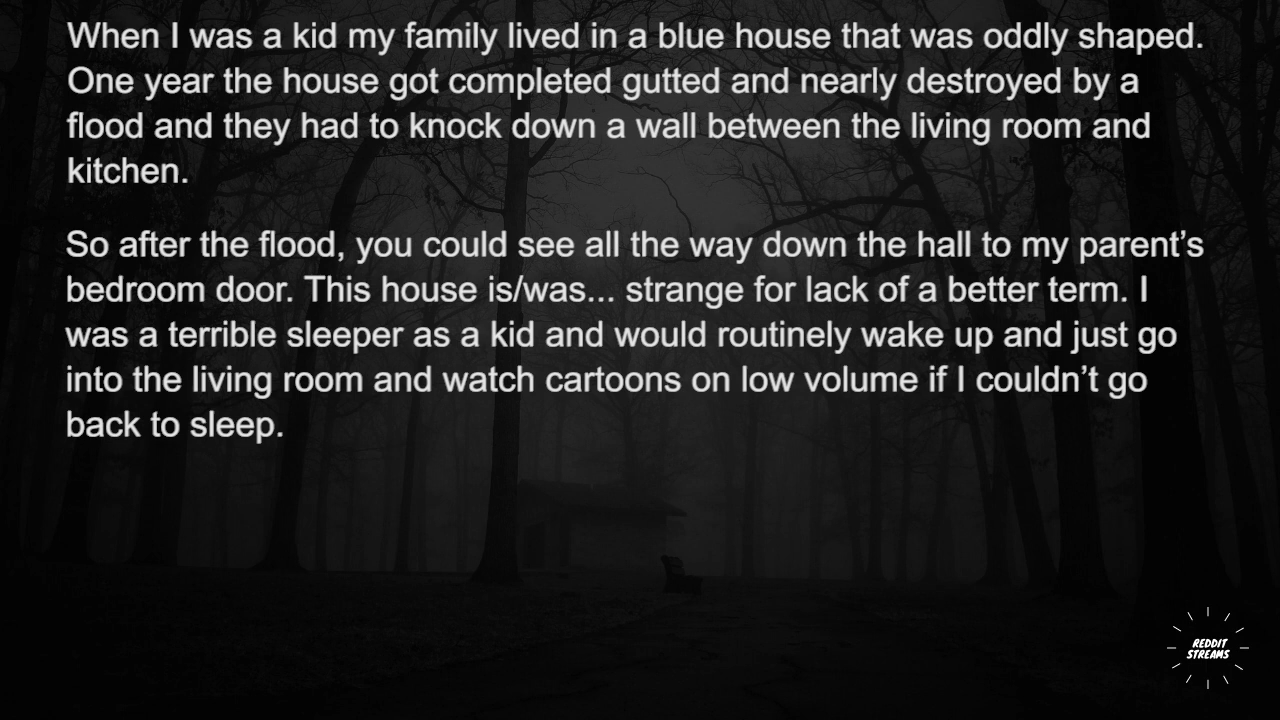 When I was a kid my family lived in a blue house that was oddly shaped.
One year the house got completed gutted and nearly destroyed by a
flood and they had to knock down a wall between the living room and
kitchen.
So after the flood, you could see all the way down the hall to my parent’s
bedroom door. This house is/was... strange for lack of a better term. I
was a terrible sleeper as a kid and would routinely wake up and just go
into the living room and watch cartoons on low volume if I couldn’t go
back to sleep.
REDDIT
STREAMS